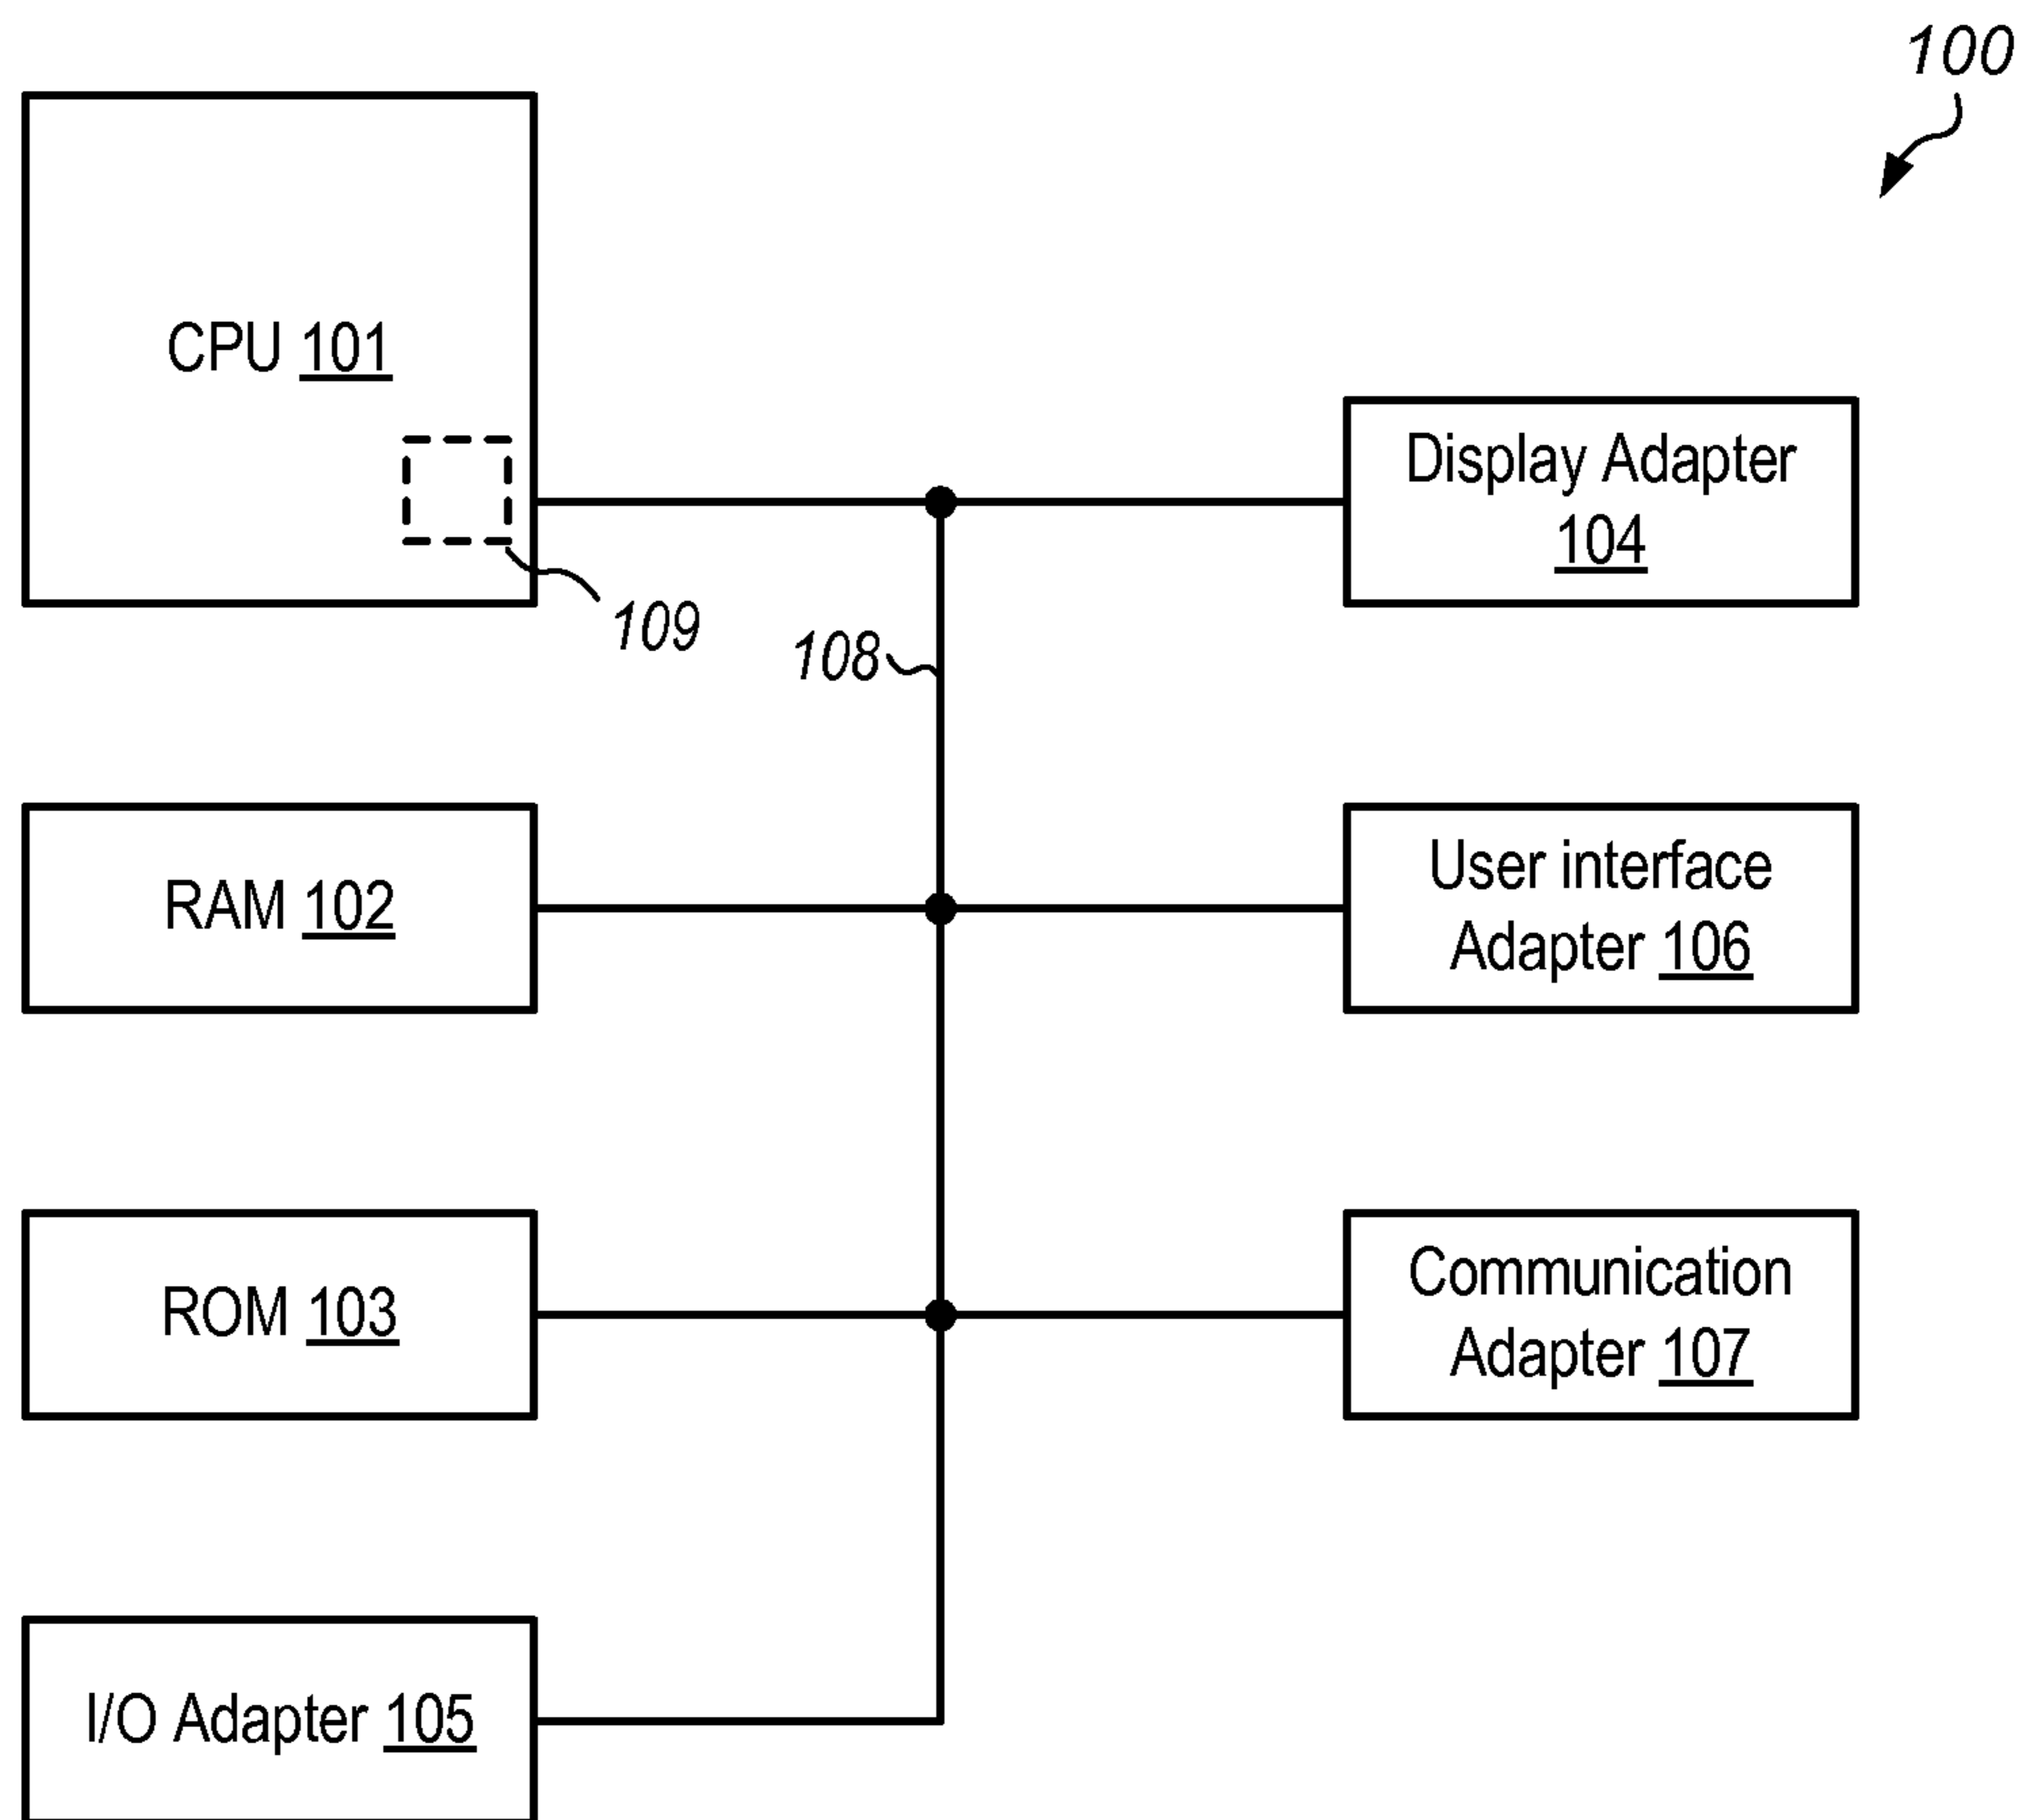 100
CPU 101
Display Adapter
104
109
108
RAM 102
User interface
Adapter 106
ROM 103
Communication
Adapter 107
I/O Adapter 105